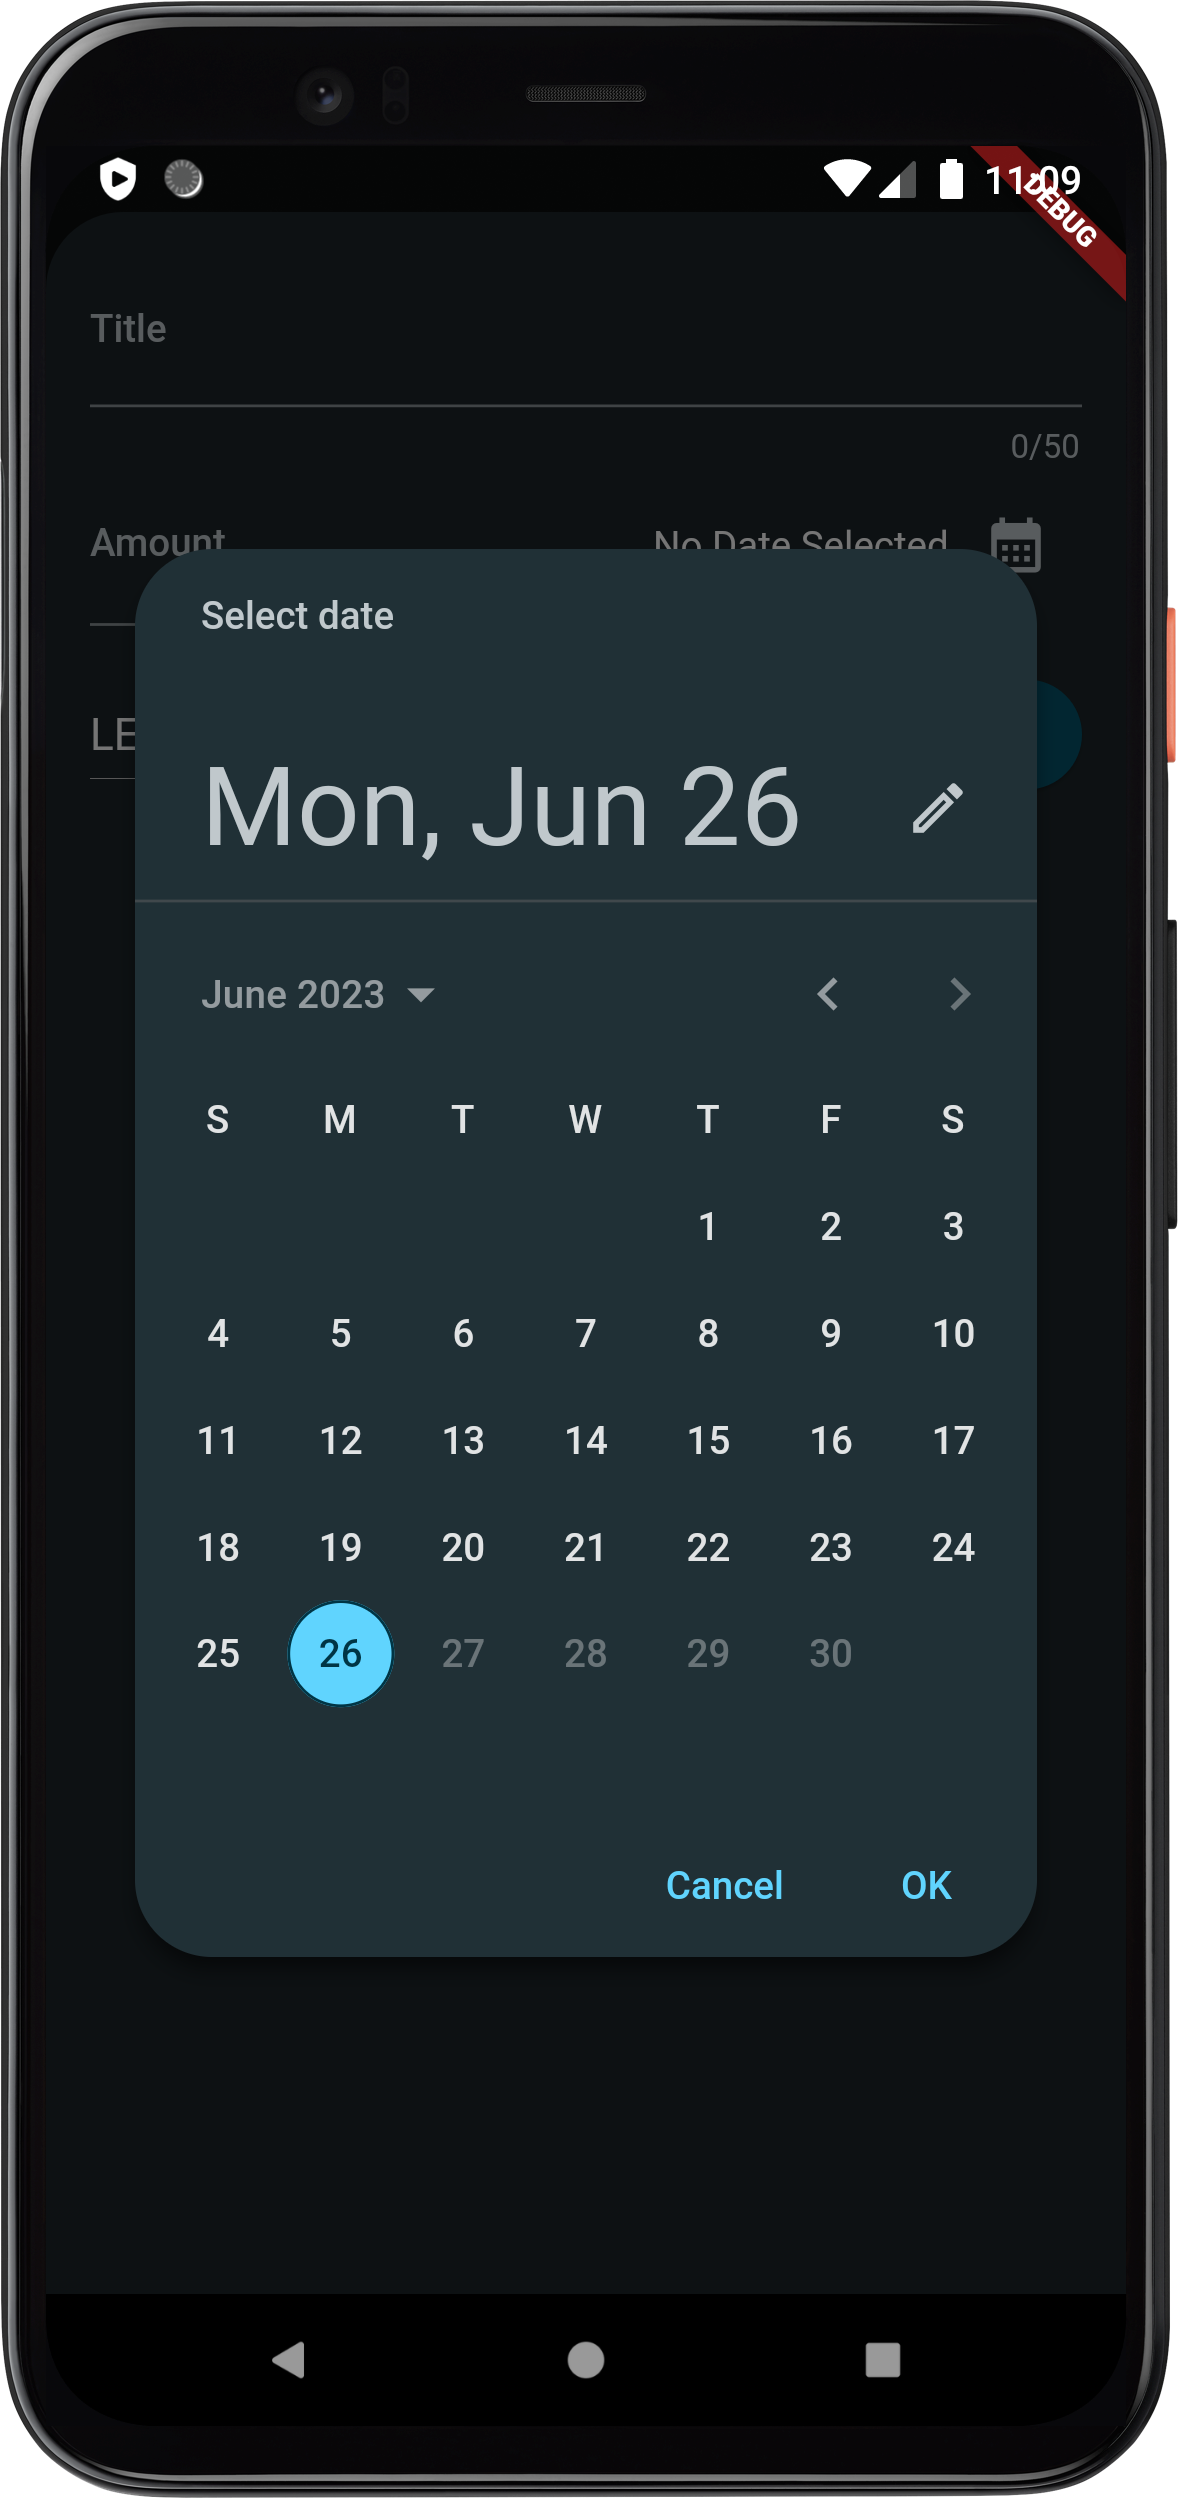 11:09
DEBUG
Title
0/50
Amount
No Date Selected
Select date
LE
Mon, Jun 26
June 2023
S M T W T F S
1 2 3
4 5 6 7 8 9 10
11 12 13 14 15 16 17
18 19 20 21 22 23 24
25 26 27 28 29 30
Cancel OK